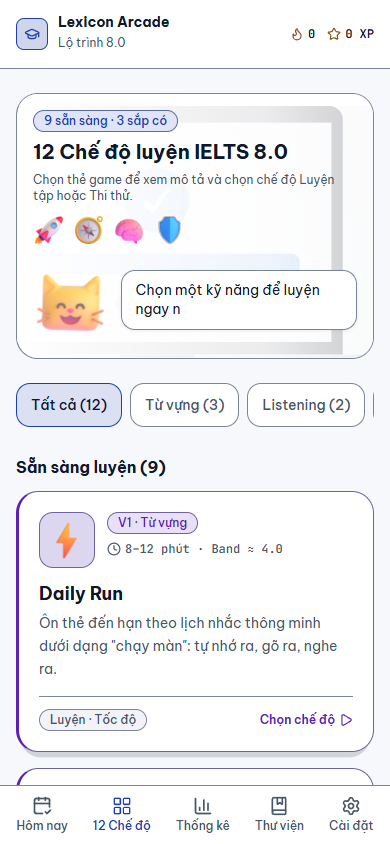 Lexicon Arcade
Lộ trình 8.0
0
0 XP
9 sẵn sàng · 3 sắp có
12 Chế độ luyện IELTS 8.0
Chọn thẻ game để xem mô tả và chọn chế độ Luyện
tập hoặc Thi thử.
Chọn một kỹ năng để luyện
ngay n
Tất cả (12)
Từ vựng (3)
Listening (2)
Sẵn sàng luyện (9)
V1 · Từ vựng
8–12 phút · Band ≈ 4.0
Daily Run
Ôn thẻ đến hạn theo lịch nhắc thông minh
dưới dạng "chạy màn": tự nhớ ra, gõ ra, nghe
ra.
Luyện · Tốc độ
Chọn chế độ
Hôm nay
12 Chế độ
Thống kê
Thư viện
Cài đặt